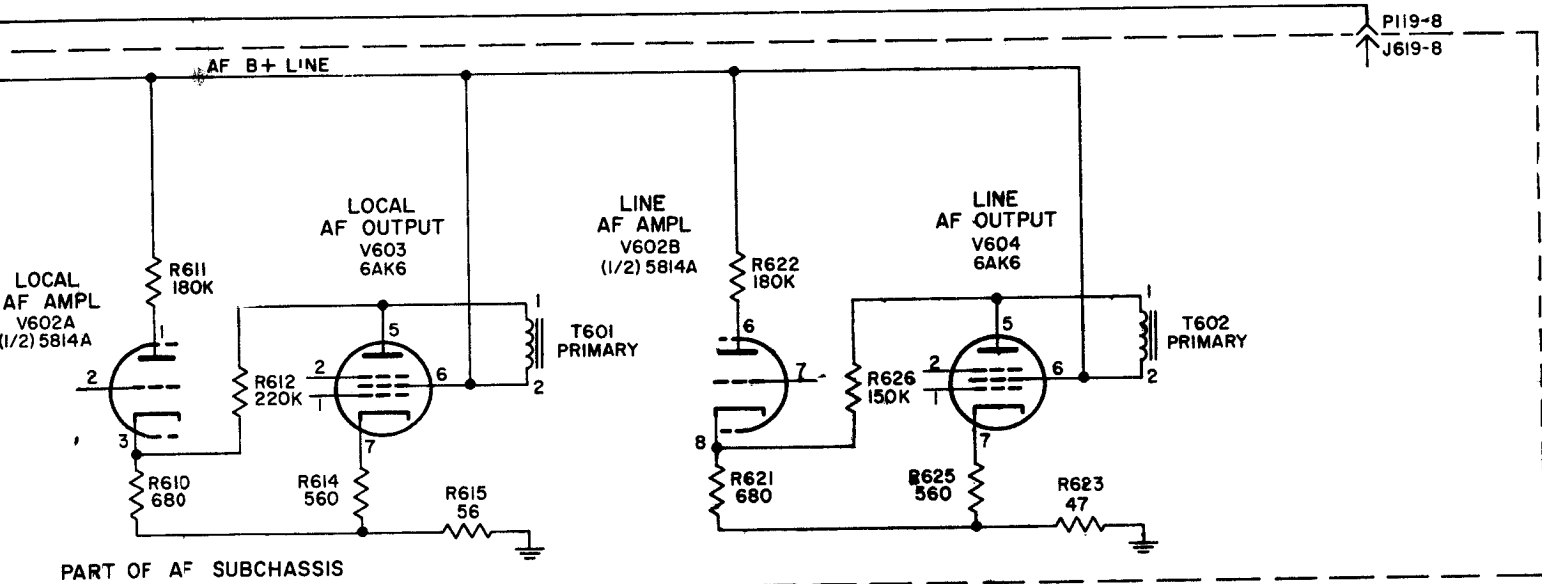 P119-8
J619-8
AF B+ LINE
LOCAL
AF AMPL
V602A
(1/2) 5814A
R611
180K
LOCAL
AF OUTPUT
V603
6AK6
LINE
AF AMPL
V602B
(1/2) 5814A
R622
180K
LINE
AF OUTPUT
V604
6AK6
1
2
3
R612
220K
5
2
1
6
7
1
2
T601
PRIMARY
6
7
8
R626
150K
5
2
1
6
7
1
2
T602
PRIMARY
R610
680
R614
560
R615
56
R621
680
R625
560
R623
47
PART OF AF SUBCHASSIS